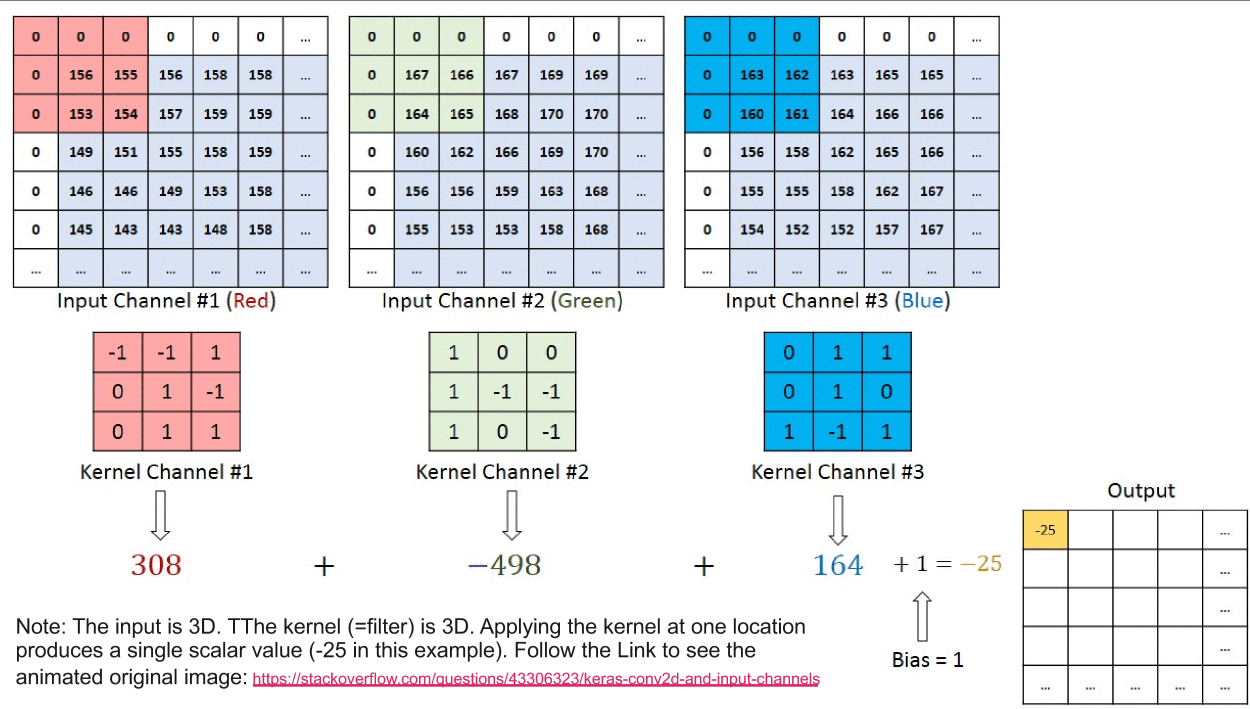 0 0 0 0 0 0 ... 0 0 0 0 0 0 ... 0 0 0 0 0 0 ...
0 156 155 156 158 158 ... 0 167 166 167 169 169 ... 0 163 162 163 165 165 ...
0 153 154 157 159 159 ... 0 164 165 168 170 170 ... 0 160 161 164 166 166 ...
0 149 151 155 158 159 ... 0 160 162 166 169 170 ... 0 156 158 162 165 166 ...
0 146 146 149 153 158 ... 0 156 156 159 163 168 ... 0 155 155 158 162 167 ...
0 145 143 143 148 158 ... 0 155 153 153 158 168 ... 0 154 152 152 157 167 ...
... ... ... ... ... ... ... ... ... ... ... ... ... ... ... ... ... ... ... ... ...
Input Channel #1 (Red) Input Channel #2 (Green) Input Channel #3 (Blue)
-1 -1 1 1 0 0 0 1 1
0 1 -1 1 -1 -1 0 1 0
0 1 1 1 0 -1 1 -1 1
Kernel Channel #1 Kernel Channel #2 Kernel Channel #3
308 + −498 + 164 + 1 = −25
Bias = 1
Output
-25 ...
...
...
...
... ... ... ... ...
Note: The input is 3D. TThe kernel (=filter) is 3D. Applying the kernel at one location
produces a single scalar value (-25 in this example). Follow the Link to see the
animated original image: https://stackoverflow.com/questions/43306323/keras-conv2d-and-input-channels